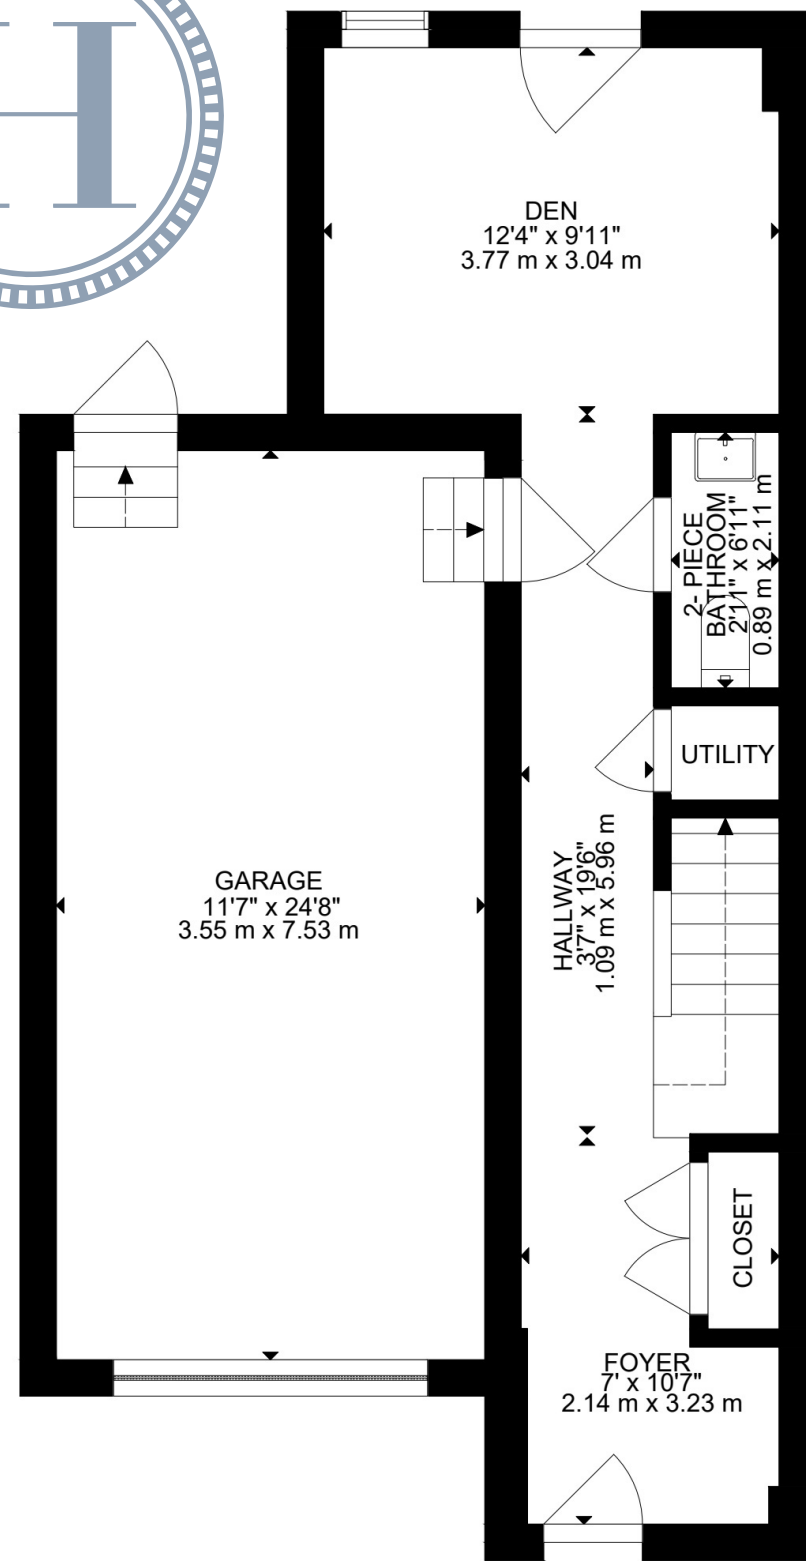 H
DEN
12'4" x 9'11"
3.77 m x 3.04 m
2- PIECE
BATHROOM
2'11" x 6'11"
0.89 m x 2.11 m
UTILITY
GARAGE
11'7" x 24'8"
3.55 m x 7.53 m
HALLWAY
3'7" x 19'6"
1.09 m x 5.96 m
CLOSET
FOYER
7' x 10'7"
2.14 m x 3.23 m